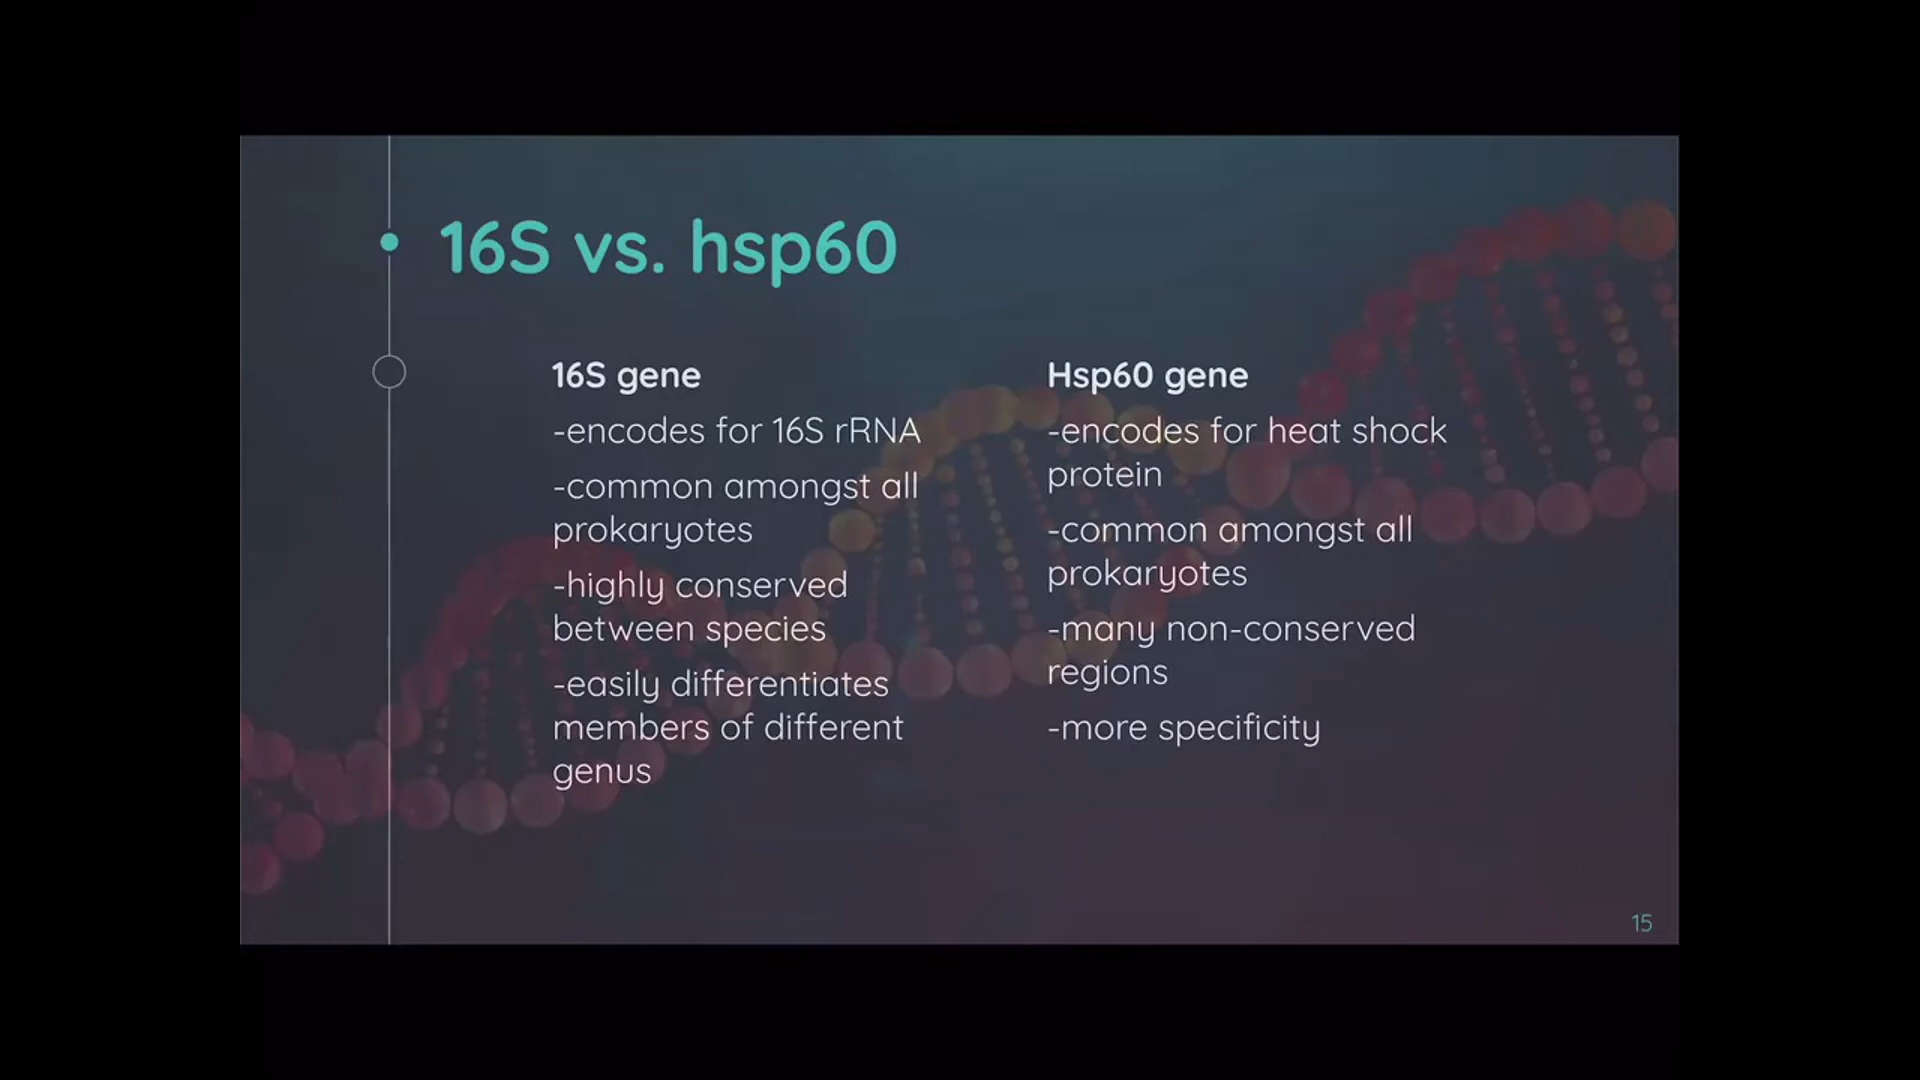 16S vs. hsp60
16S gene
-encodes for 16S rRNA
-common amongst all
prokaryotes
-highly conserved
between species
-easily differentiates
members of different
genus
Hsp60 gene
-encodes for heat shock
protein
-common amongst all
prokaryotes
-many non-conserved
regions
-more specificity
15